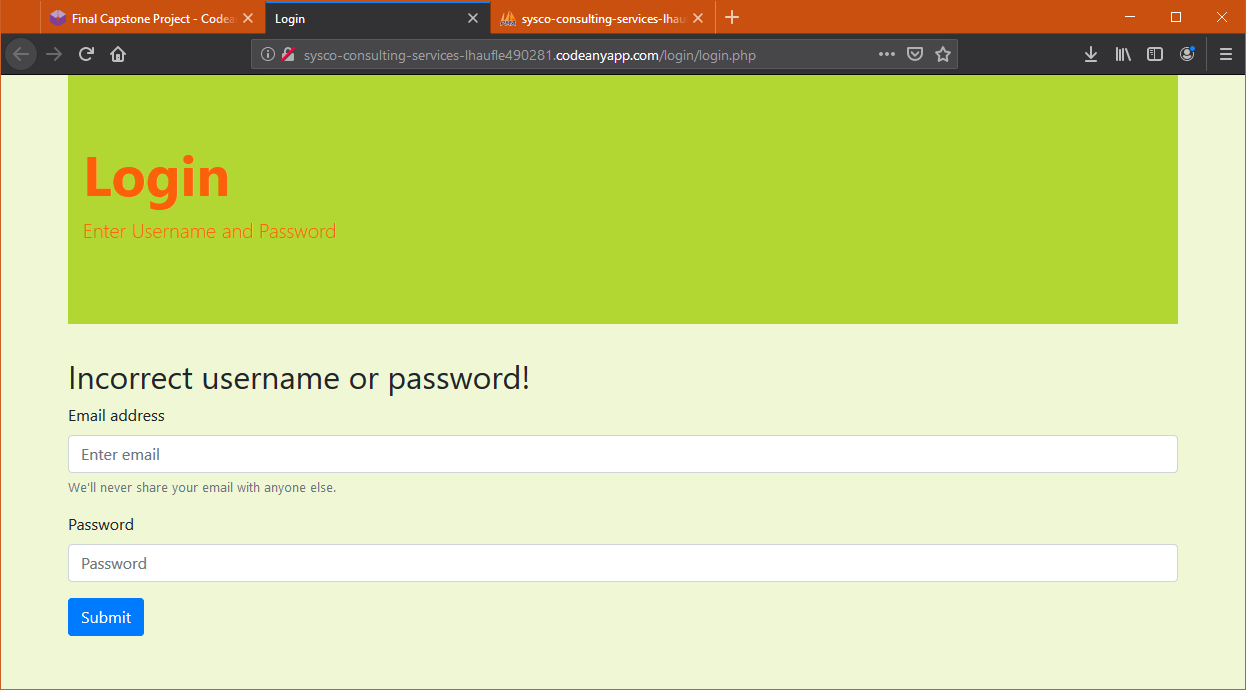 Final Capstone Project - Codea
Login
sysco-consulting-services-lhau
sysco-consulting-services-lhaufle490281.codeanyapp.com/login/login.php
Login
Enter Username and Password
Incorrect username or password!
Email address
Enter email
We'll never share your email with anyone else.
Password
Password
Submit